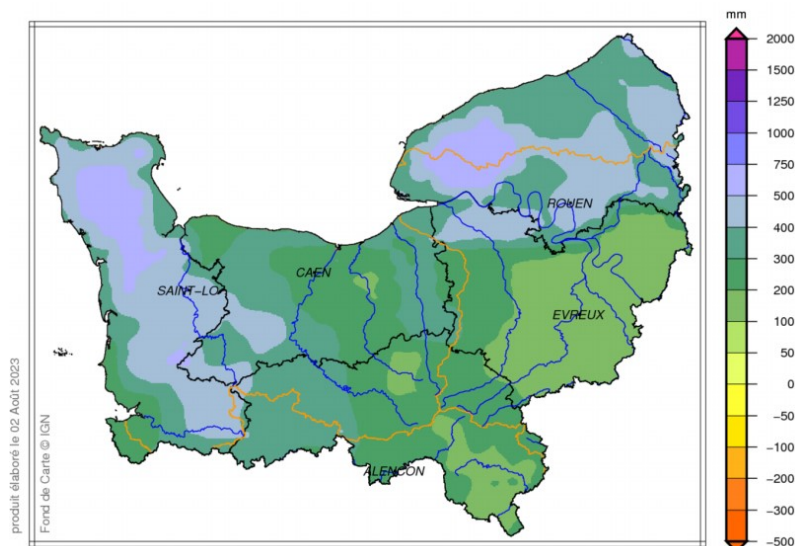 mm
2000
1500
1250
1000
750
500
400
300
200
100
50
0
−50
−100
−200
−300
−500
ROUEN
CAEN
SAINT−LO
EVREUX
ALENCON
produit élaboré le 02 Août 2023
Fond de Carte © IGN